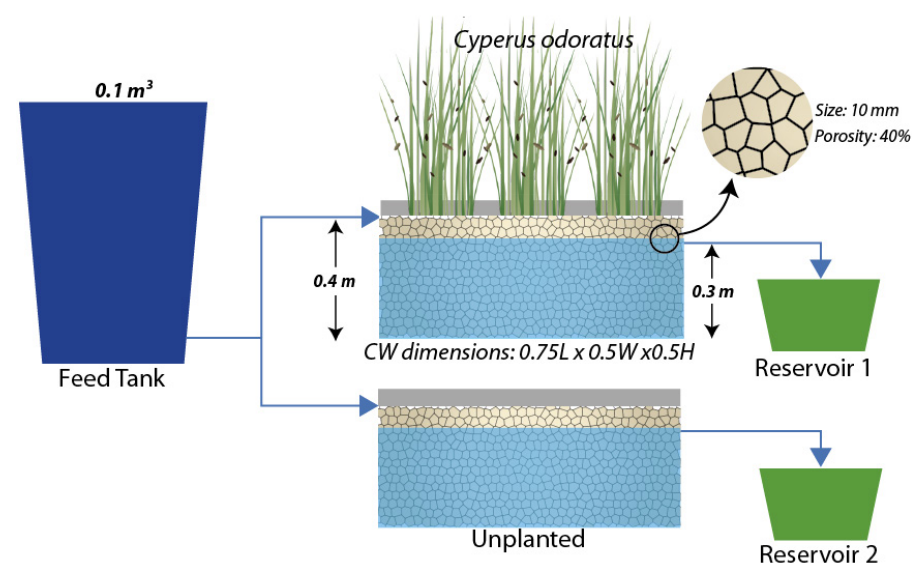 Cyperus odoratus
0.1 m³
Size: 10 mm
Porosity: 40%
0.4 m
0.3 m
CW dimensions: 0.75L x 0.5W x0.5H
Feed Tank
Reservoir 1
Unplanted
Reservoir 2